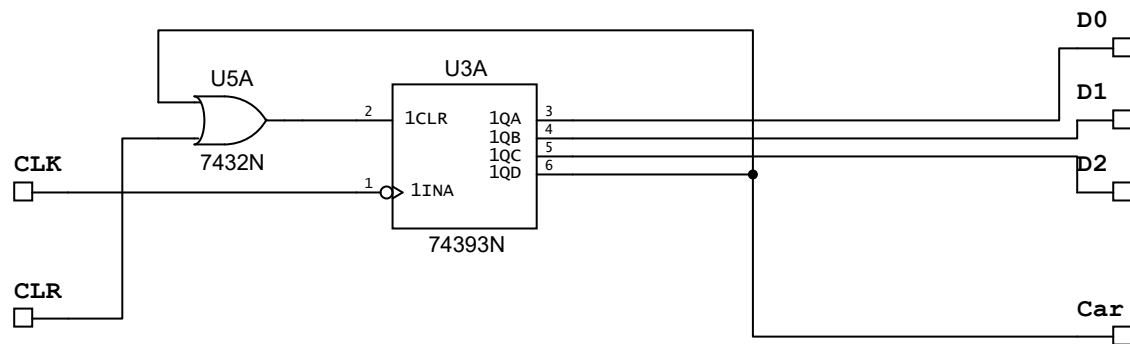 D0
U5A
U3A
D1
2
1CLR
1QA
3
1QB
4
1QC
5
1QD
6
7432N
CLK
1
1INA
D2
74393N
CLR
Car